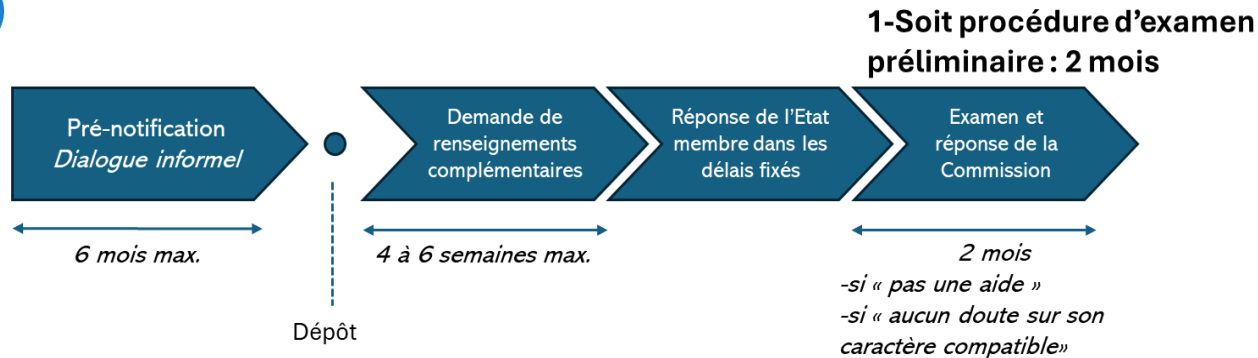 1-Soit procédure d’examen
préliminaire : 2 mois
Pré-notification
Dialogue informel
Demande de
renseignements
complémentaires
Réponse de l’Etat
membre dans les
délais fixés
Examen et
réponse de la
Commission
6 mois max.
Dépôt
4 à 6 semaines max.
2 mois
-si « pas une aide »
-si « aucun doute sur son
caractère compatible»